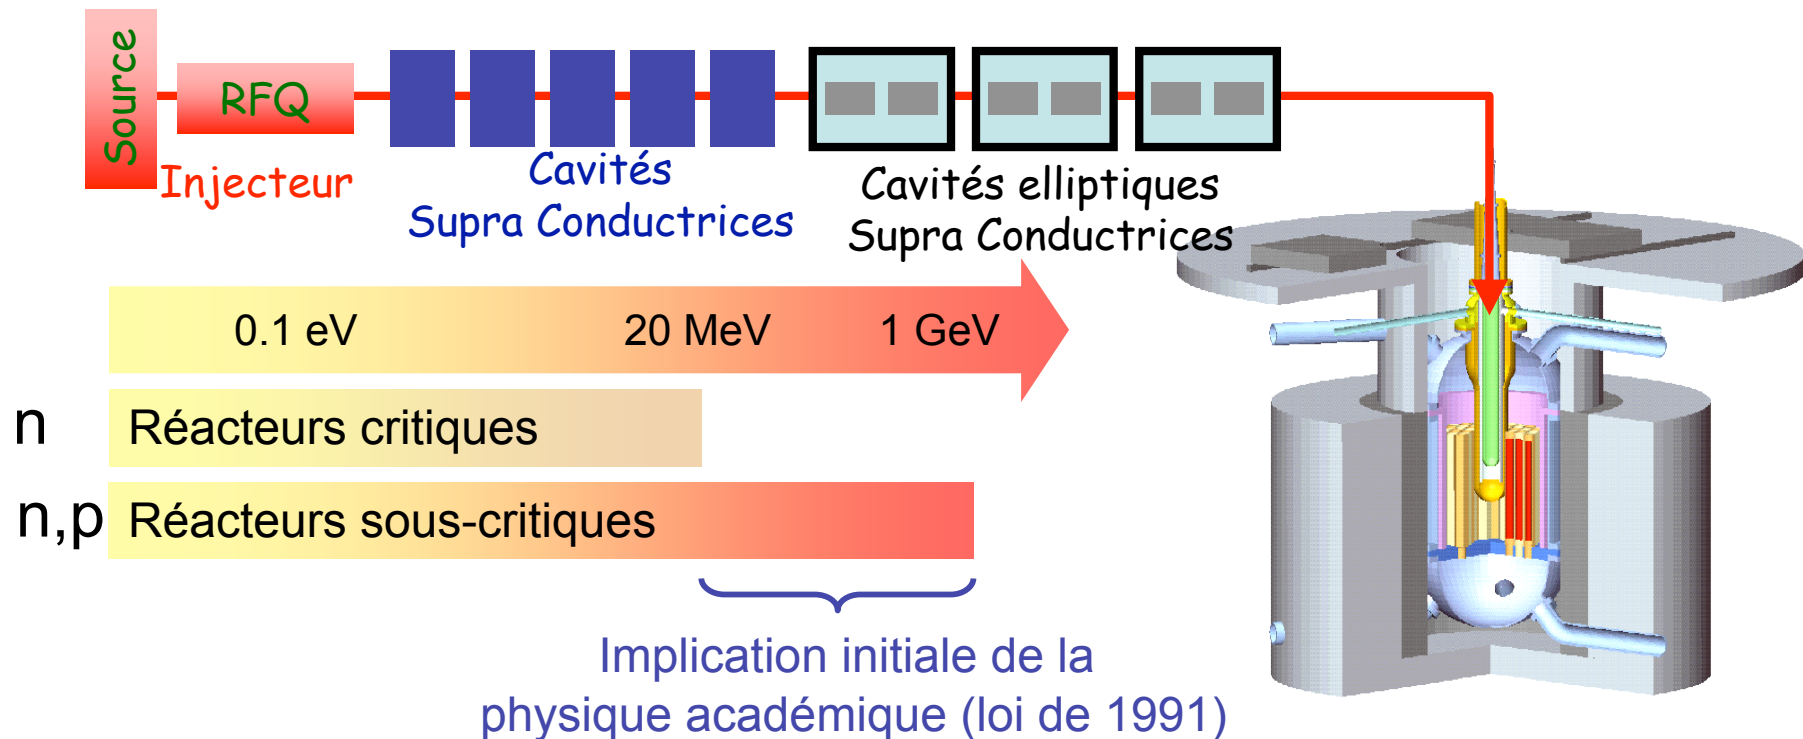 Source
RFQ
Injecteur
Cavités
Supra Conductrices
Cavités elliptiques
Supra Conductrices
0.1 eV
20 MeV
1 GeV
n
Réacteurs critiques
n,p
Réacteurs sous-critiques
Implication initiale de la
physique académique (loi de 1991)